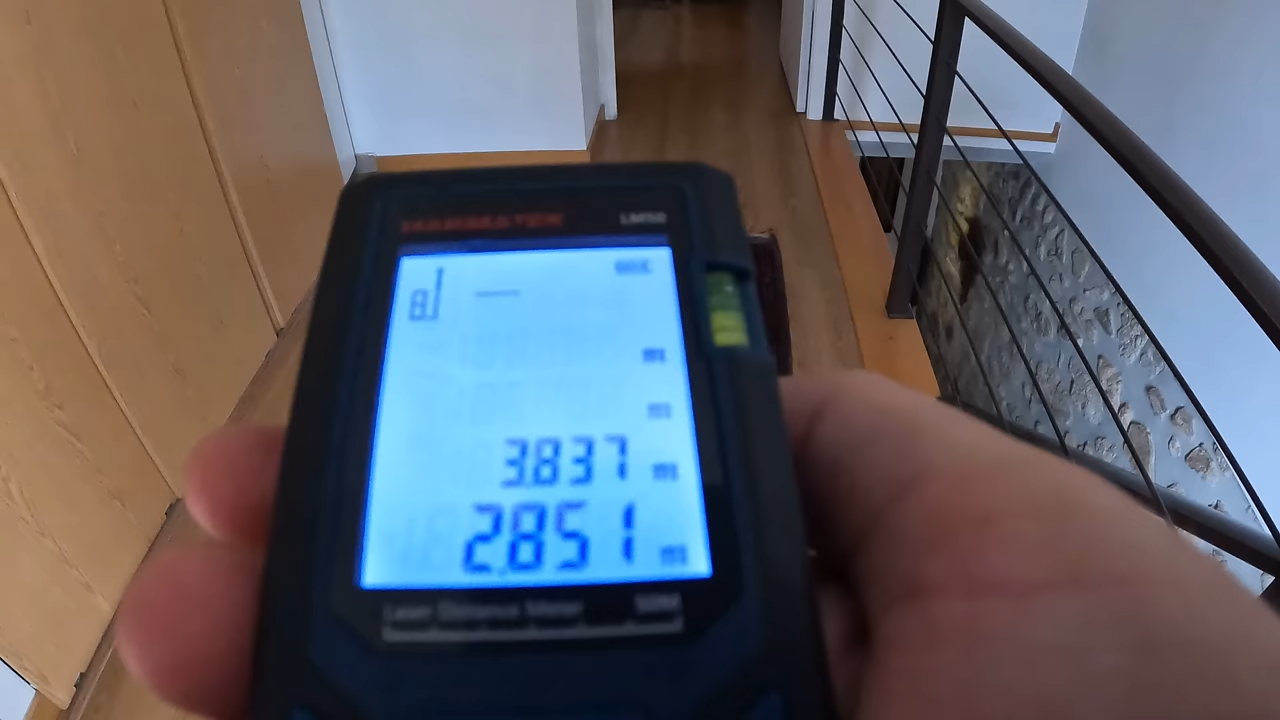 LM50
m
m
3.837 m
2.851 m
Laser Distance Meter 50M